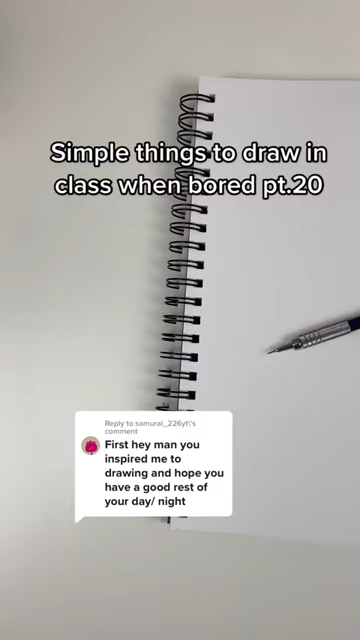 Simple things to draw in
class when bored pt.20
Reply to samurai_226yt\'s
comment
First hey man you
inspired me to
drawing and hope you
have a good rest of
your day/ night